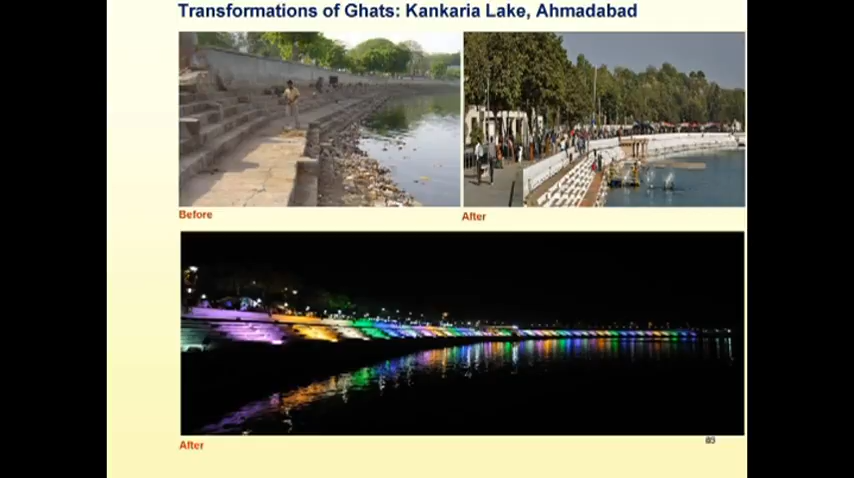 Transformations of Ghats: Kankaria Lake, Ahmadabad
Before
After
After